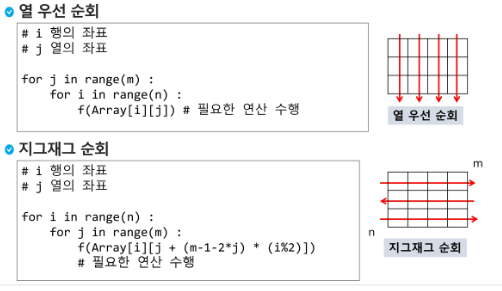 열 우선 순회
# i 행의 좌표
# j 열의 좌표
for j in range(m) :
    for i in range(n) :
        f(Array[i][j]) # 필요한 연산 수행
열 우선 순회
지그재그 순회
# i 행의 좌표
# j 열의 좌표
for i in range(n) :
    for j in range(m) :
        f(Array[i][j + (m-1-2*j) * (i%2)])
        # 필요한 연산 수행
m
n
지그재그 순회